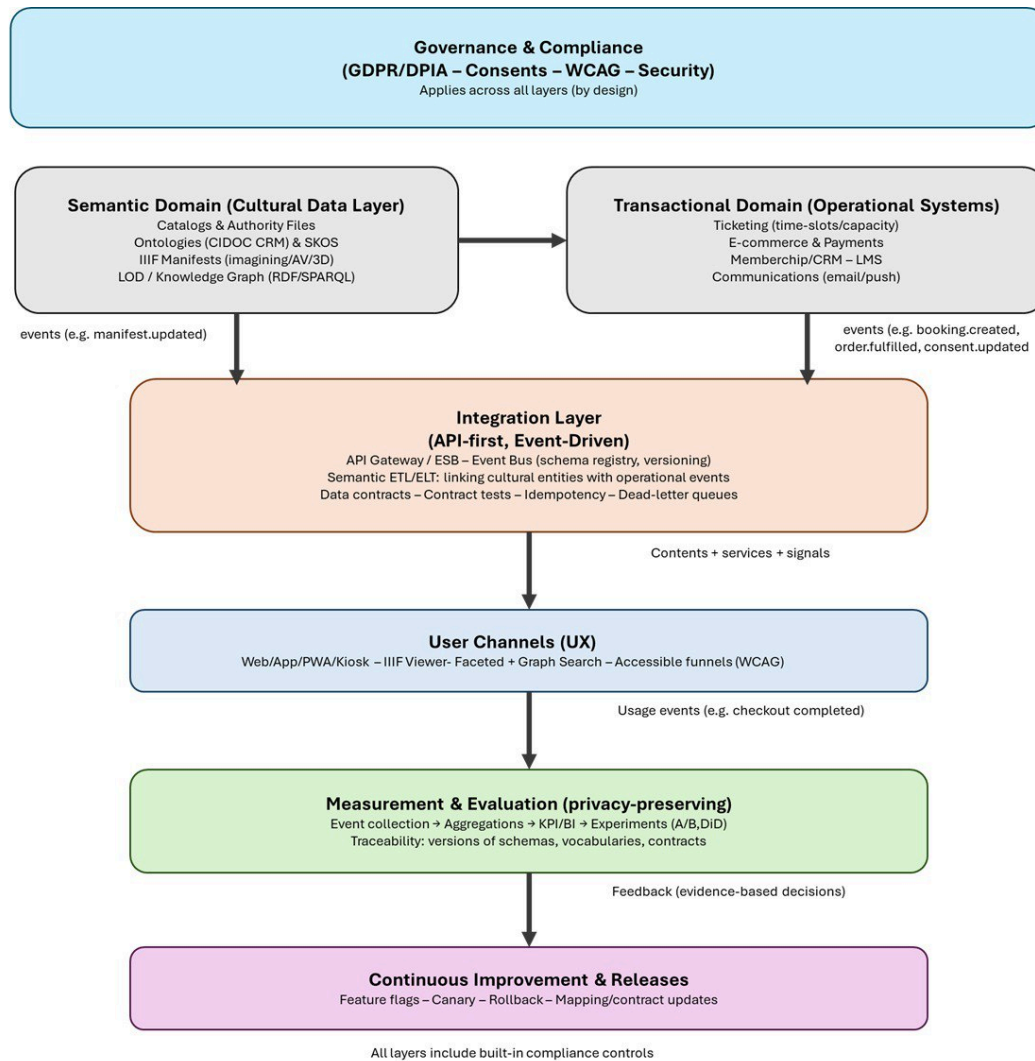 Governance & Compliance
(GDPR/DPIA – Consents – WCAG – Security)
Applies across all layers (by design)
Semantic Domain (Cultural Data Layer)
Catalogs & Authority Files
Ontologies (CIDOC CRM) & SKOS
IIIF Manifests (imagining/AV/3D)
LOD / Knowledge Graph (RDF/SPARQL)
Transactional Domain (Operational Systems)
Ticketing (time-slots/capacity)
E-commerce & Payments
Membership/CRM – LMS
Communications (email/push)
events (e.g. manifest.updated)
events (e.g. booking.created,
order.fulfilled, consent.updated
Integration Layer
(API-first, Event-Driven)
API Gateway / ESB – Event Bus (schema registry, versioning)
Semantic ETL/ELT: linking cultural entities with operational events
Data contracts – Contract tests – Idempotency – Dead-letter queues
Contents + services + signals
User Channels (UX)
Web/App/PWA/Kiosk – IIIF Viewer- Faceted + Graph Search – Accessible funnels (WCAG)
Usage events (e.g. checkout completed)
Measurement & Evaluation (privacy-preserving)
Event collection → Aggregations → KPI/BI → Experiments (A/B,DiD)
Traceability: versions of schemas, vocabularies, contracts
Feedback (evidence-based decisions)
Continuous Improvement & Releases
Feature flags – Canary – Rollback – Mapping/contract updates
All layers include built-in compliance controls